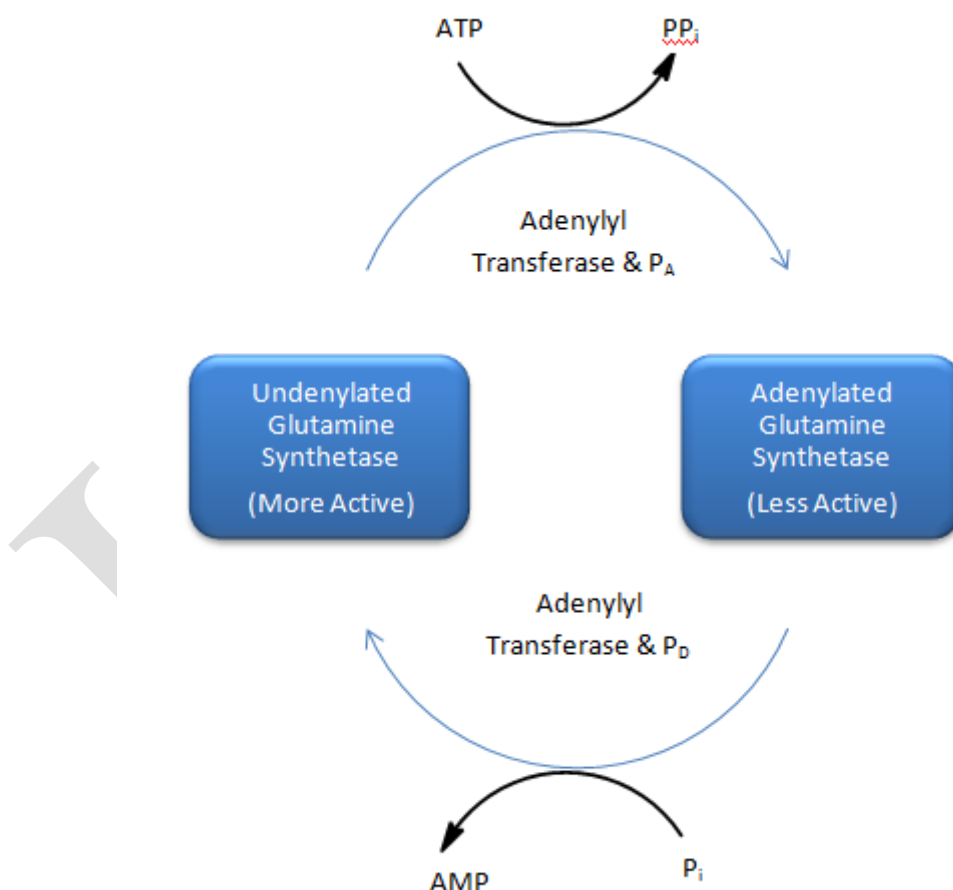 ATP PPi
Adenylyl
Transferase & PA
Undenylated
Glutamine
Synthetase
(More Active)
Adenylated
Glutamine
Synthetase
(Less Active)
Adenylyl
Transferase & PD
AMP Pi